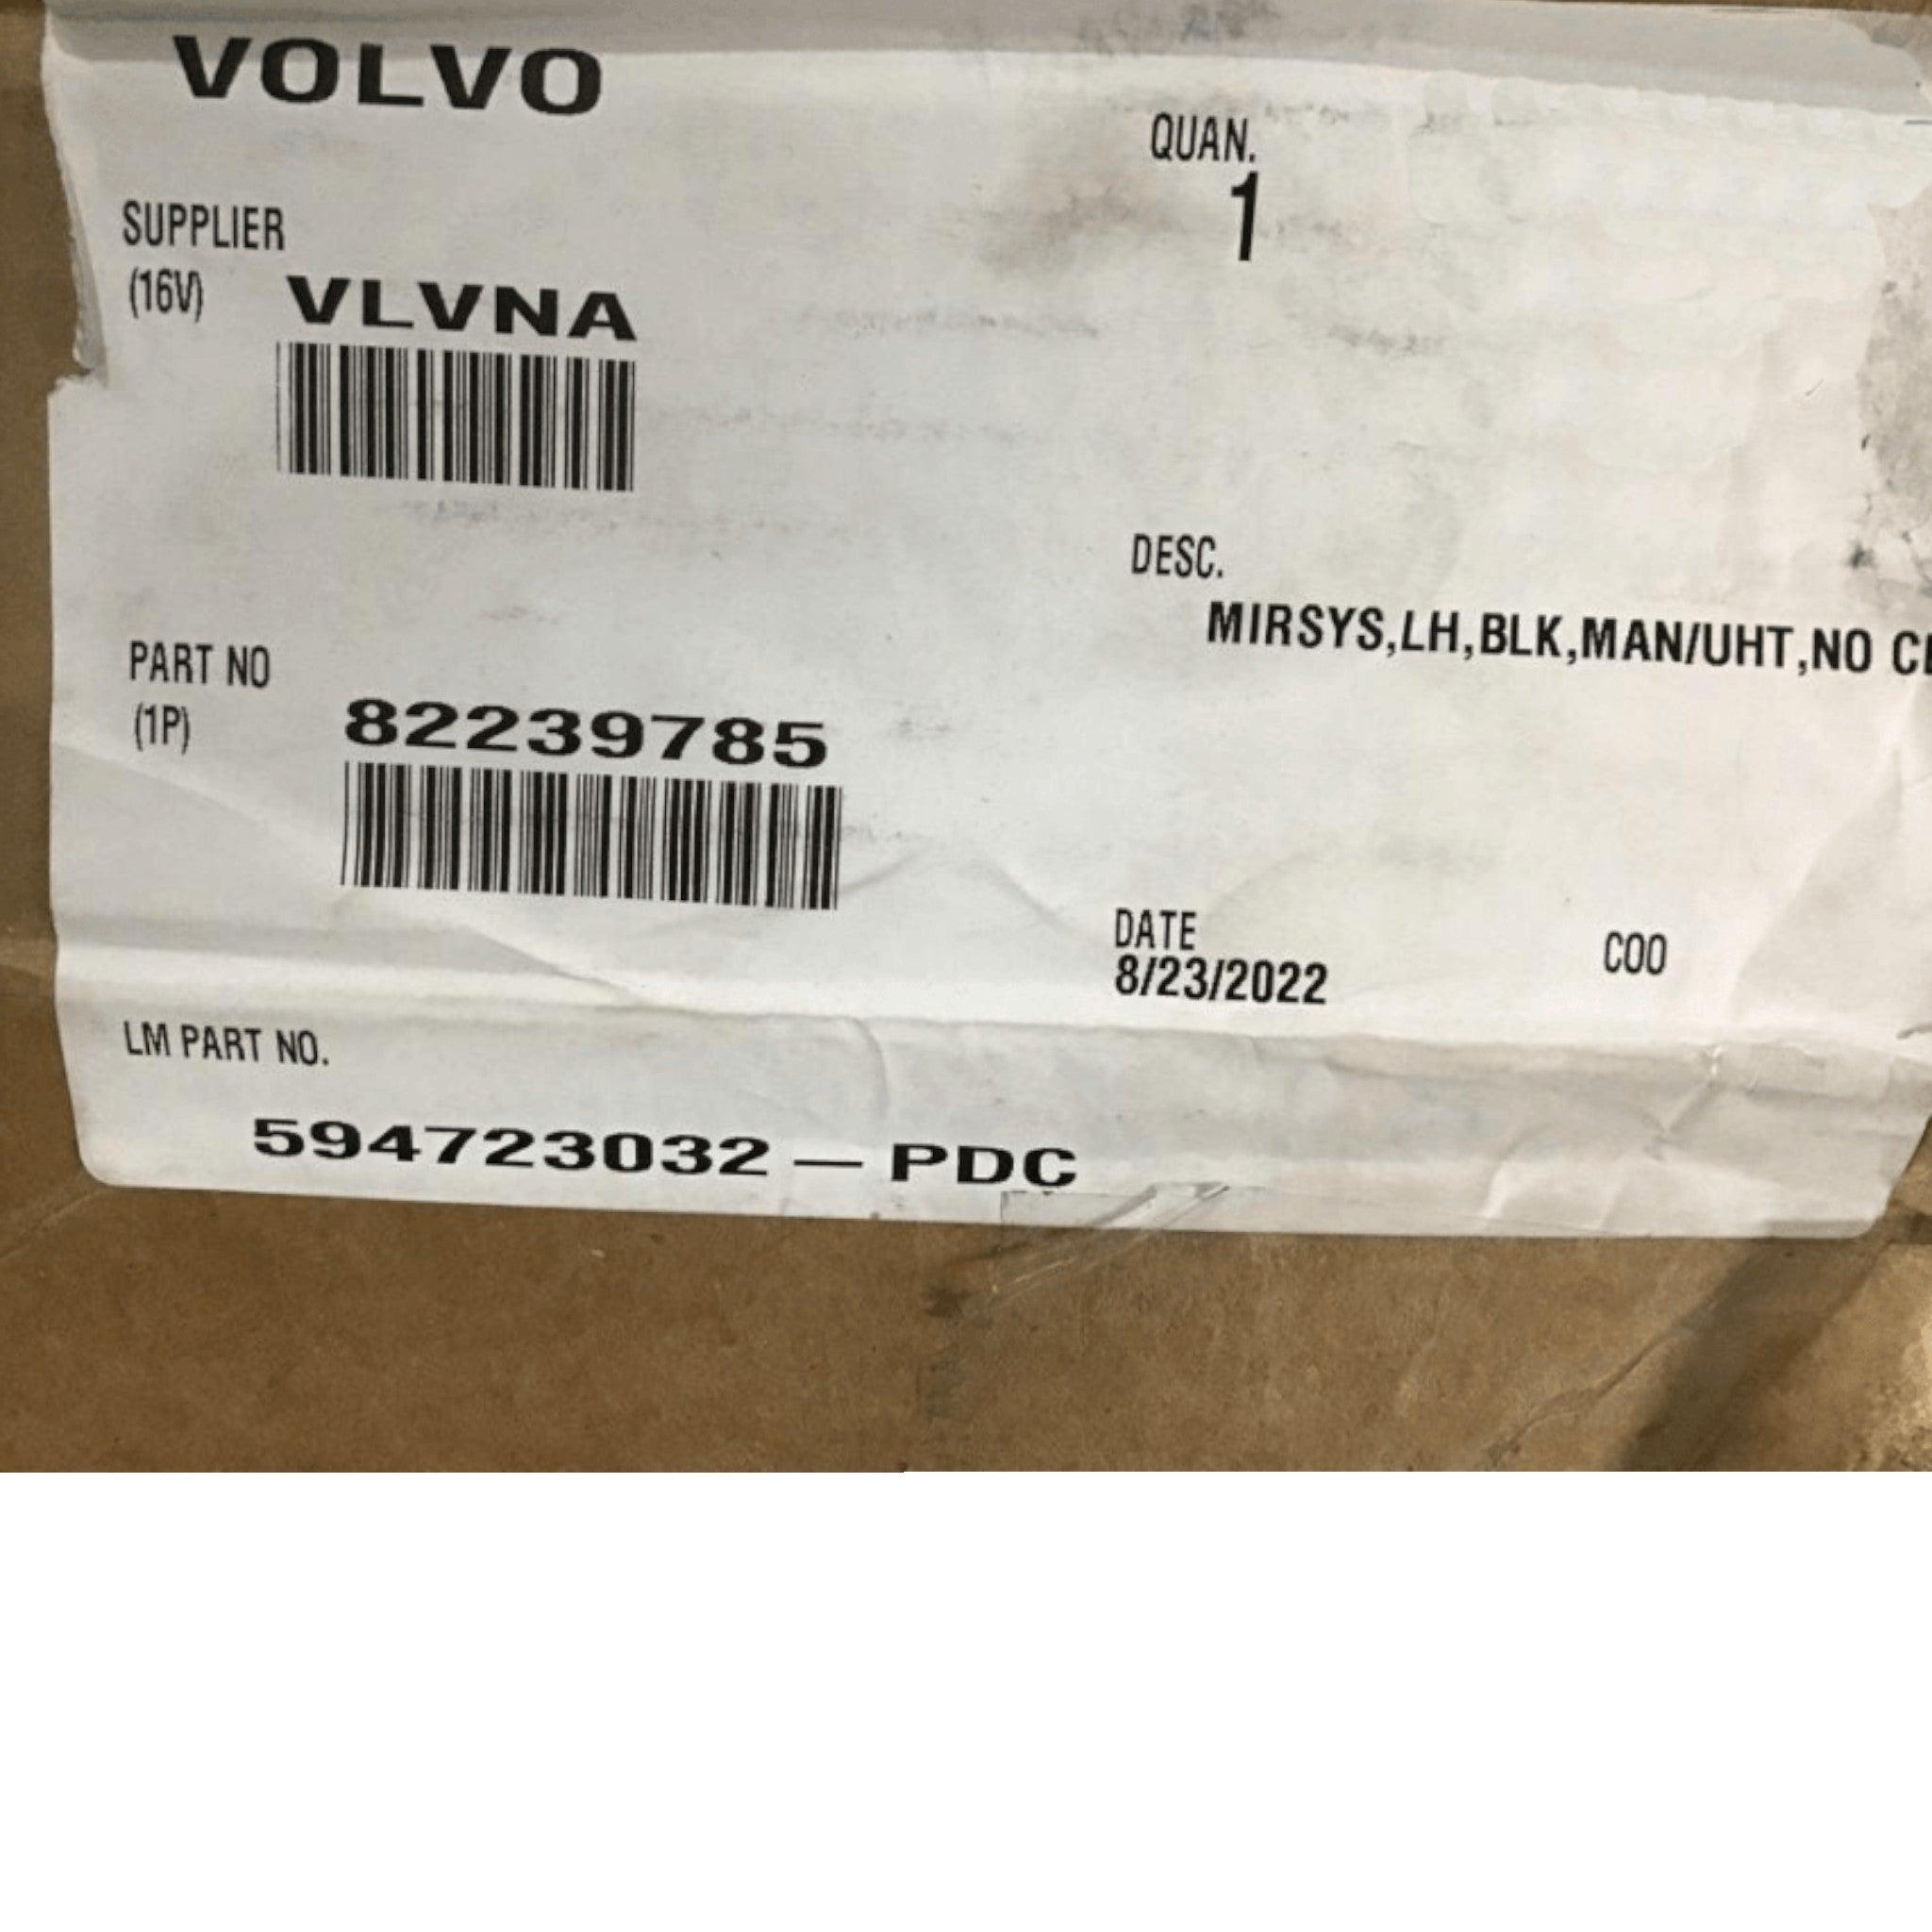 VOLVO
QUAN.
1
SUPPLIER
(16V) VLVNA
DESC.
MIRSYS,LH,BLK,MAN/UHT,NO
PART NO
(1P) 82239785
DATE
8/23/2022
COO
LM PART NO.
594723032 — PDC